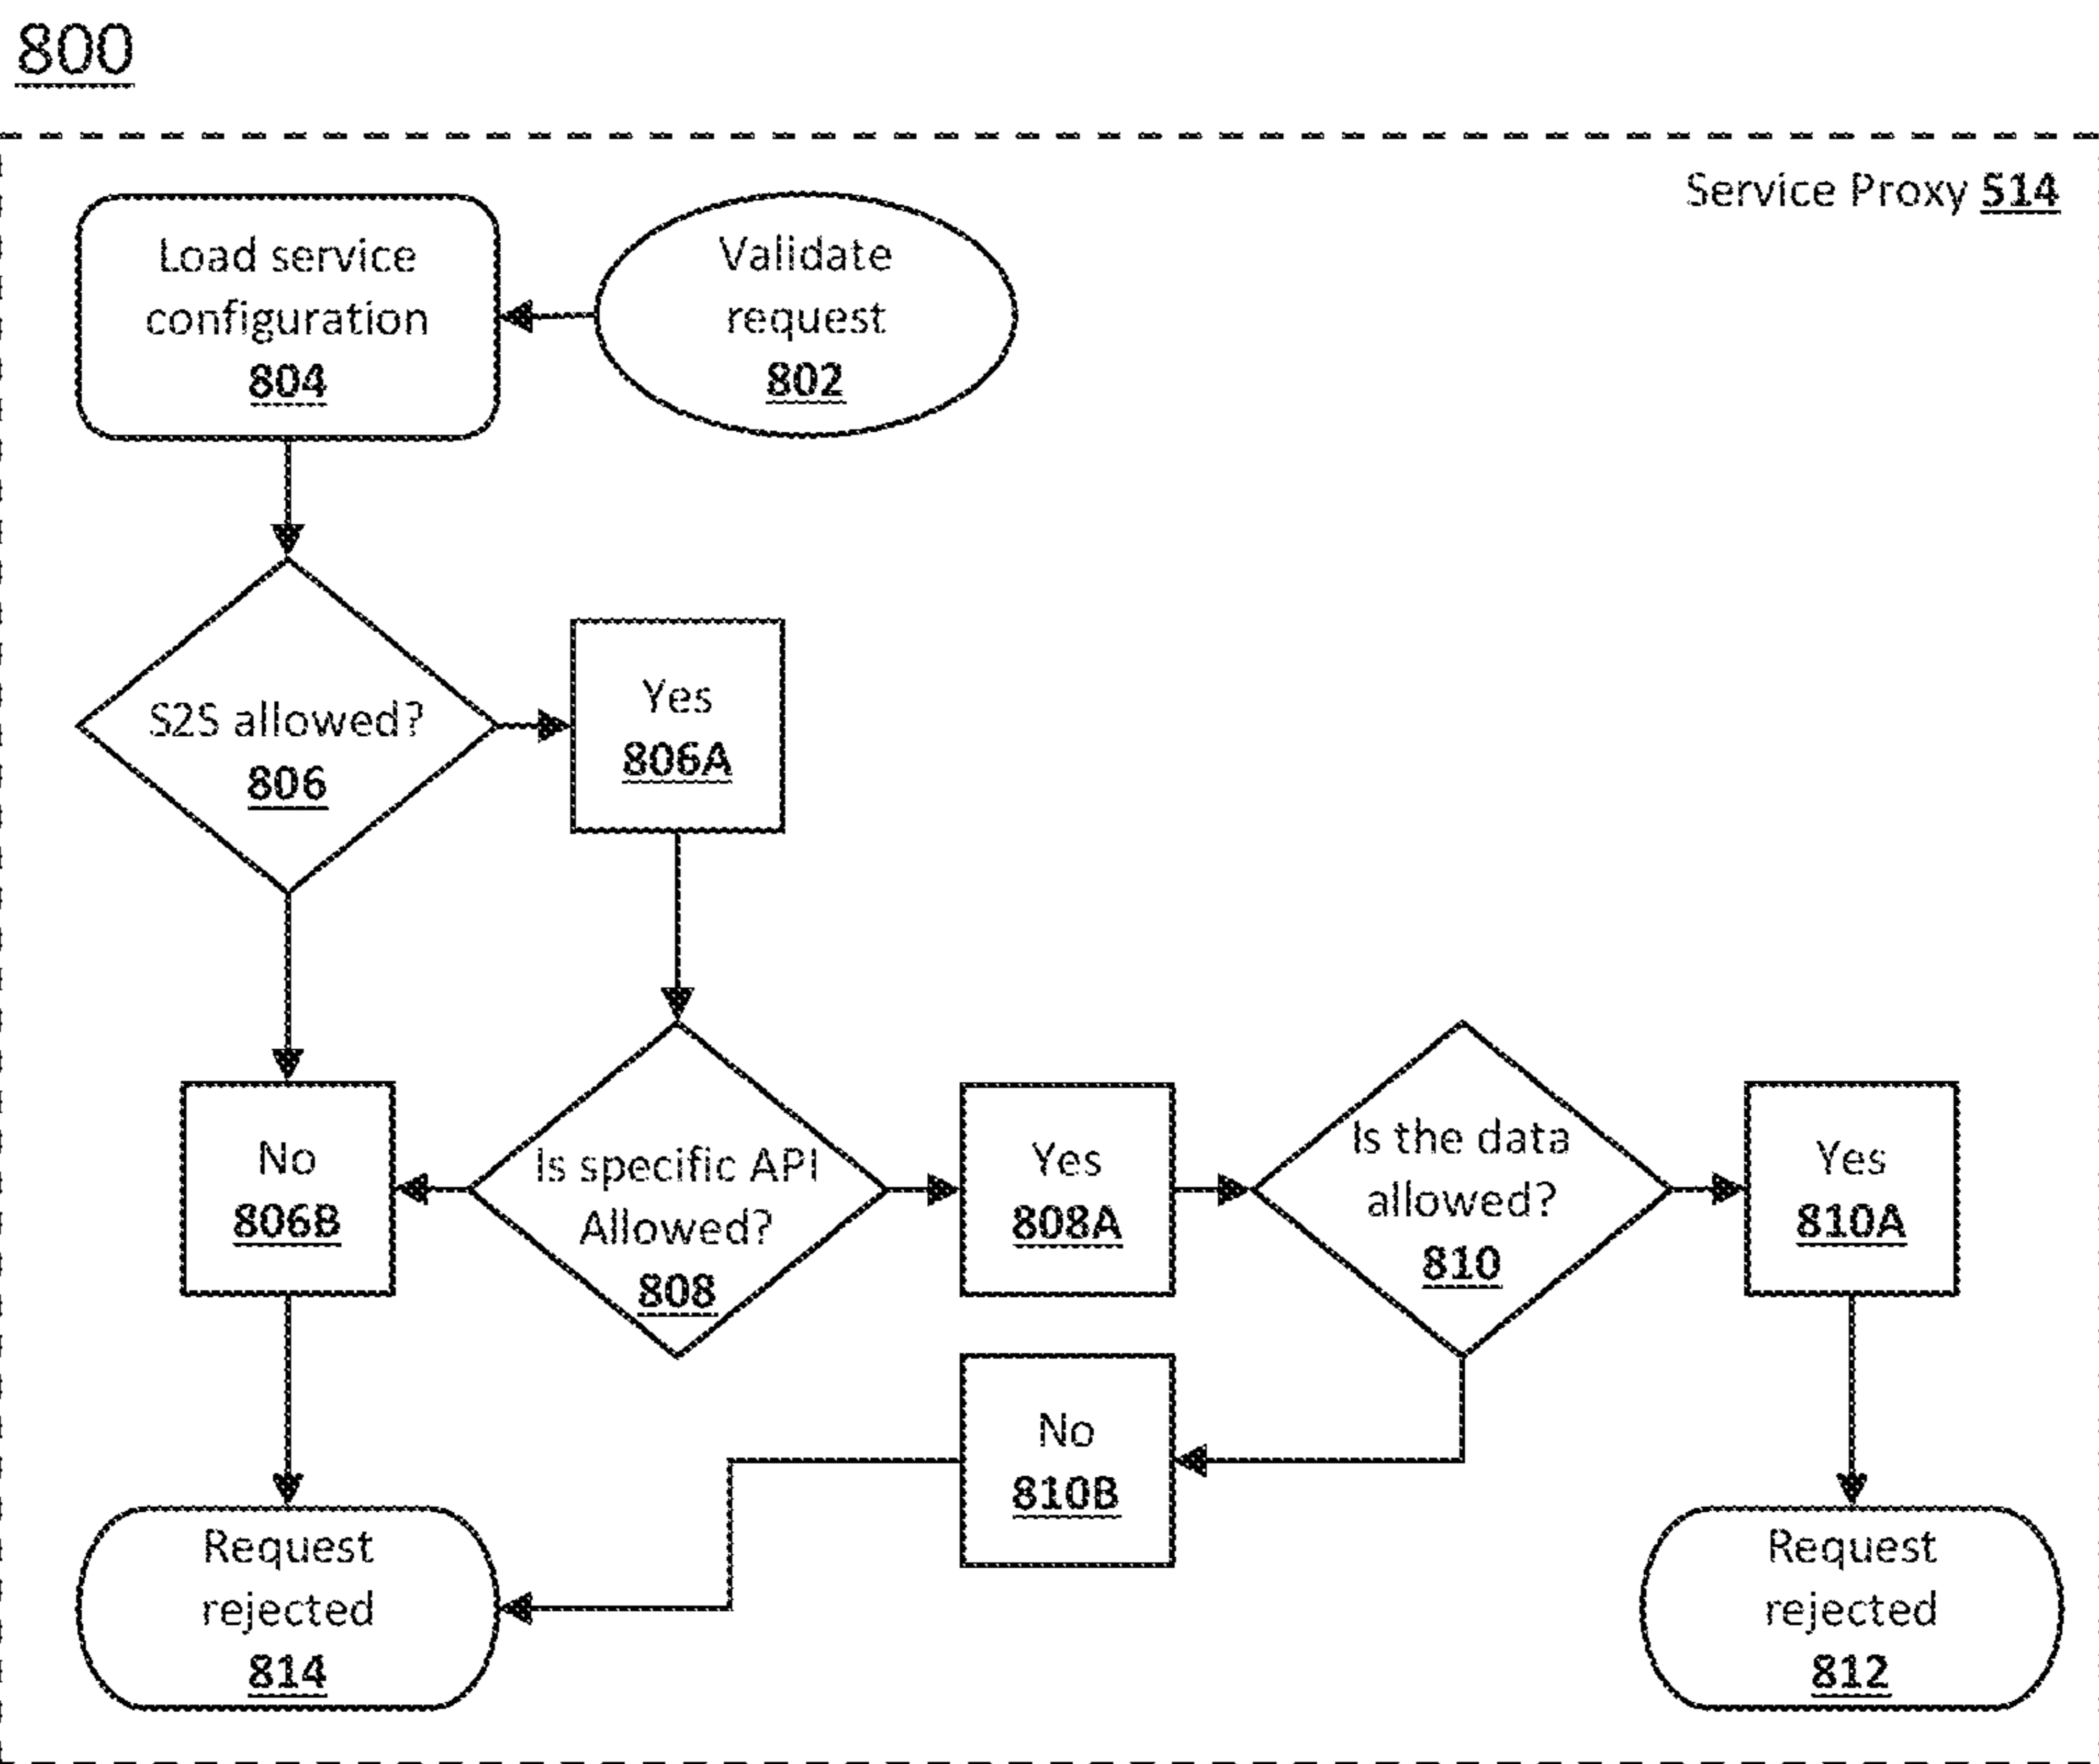 800
Service Proxy 514
Load service
configuration
804
Validate
request
802
S2S allowed?
806
Yes
806A
No
806B
Is specific API
Allowed?
808
Yes
808A
Is the data
allowed?
810
Yes
810A
No
810B
Request
rejected
814
Request
rejected
812